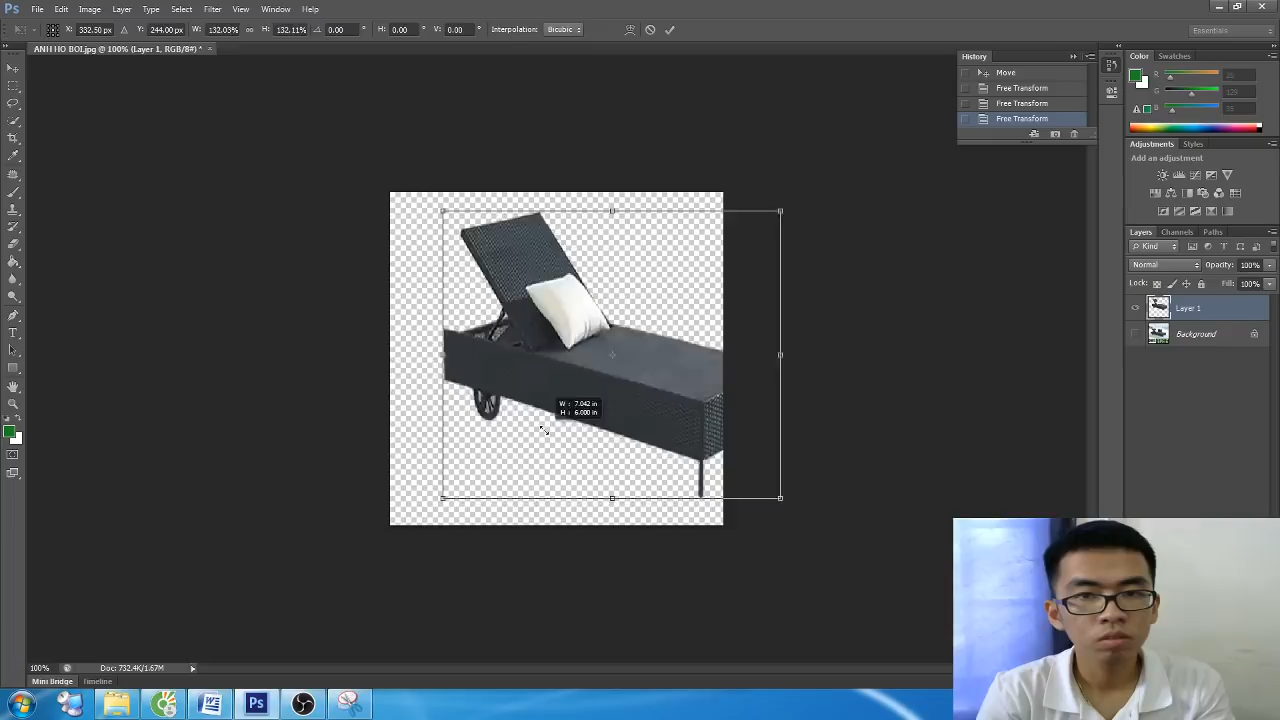 Ps File Edit Image Layer Type Select Filter View Window Help
X: 332.50 px Y: 244.00 px W: 132.03% H: 132.11% 0.00 ° H: 0.00 ° V: 0.00 ° Interpolation: Bicubic Essentials
ANH HO BOI.jpg @ 100% (Layer 1, RGB/8#) * ×
History
Move
Free Transform
Free Transform
Free Transform
Color Swatches
R
G 129
B
Adjustments Styles
Add an adjustment
Layers Channels Paths
Kind
Normal Opacity: 100%
Lock: Fill: 100%
Layer 1
Background
W : 7.042 in
H : 6.000 in
100% Doc: 732.4K/1.67M
Mini Bridge Timeline
W Ps